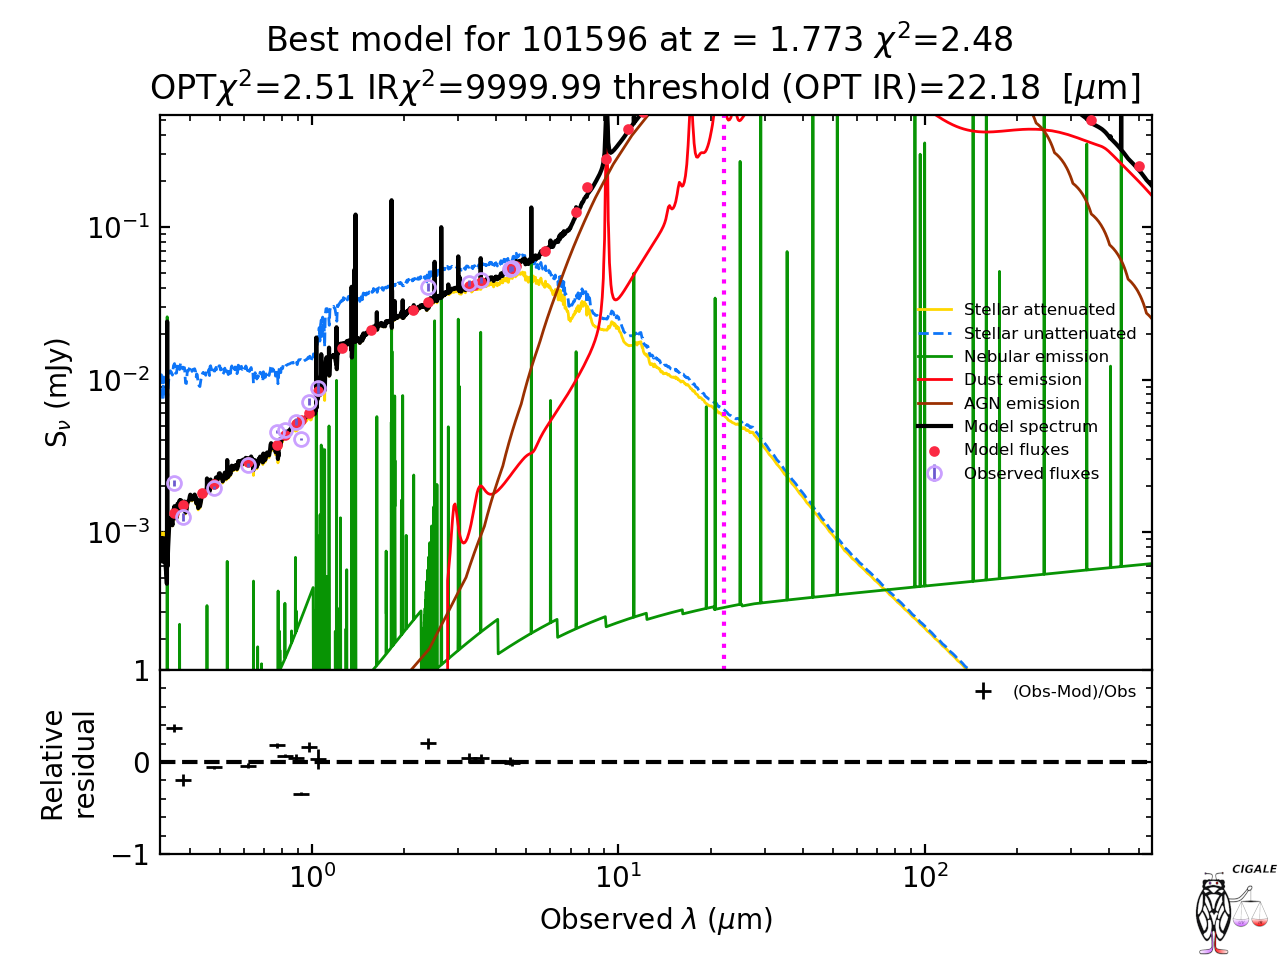 Best model for 101596 at z = 1.773 χ²=2.48
OPTχ²=2.51 IRχ²=9999.99 threshold (OPT IR)=22.18 [μm]
10⁻¹
10⁻²
10⁻³
Sν (mJy)
Stellar attenuated
Stellar unattenuated
Nebular emission
Dust emission
AGN emission
Model spectrum
Model fluxes
Observed fluxes
1
0
−1
Relative
residual
(Obs-Mod)/Obs
10⁰
10¹
10²
Observed λ (μm)
CIGALE